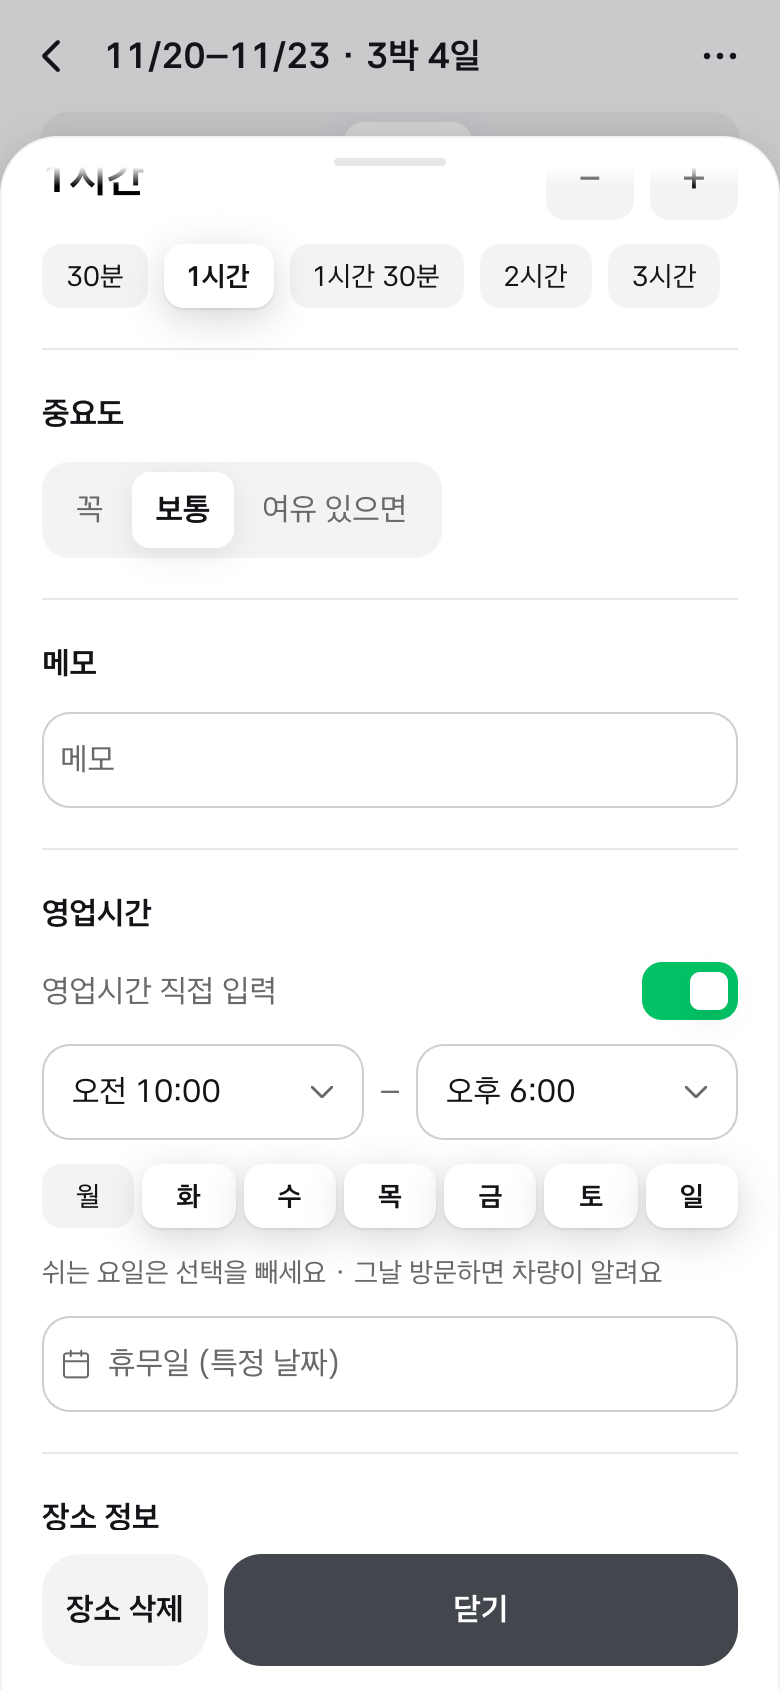 11/20–11/23 · 3박 4일
1시간
− +
30분 1시간 1시간 30분 2시간 3시간
중요도
꼭 보통 여유 있으면
메모
메모
영업시간
영업시간 직접 입력
오전 10:00 – 오후 6:00
월 화 수 목 금 토 일
쉬는 요일은 선택을 빼세요 · 그날 방문하면 차량이 알려요
휴무일 (특정 날짜)
장소 정보
장소 삭제 닫기